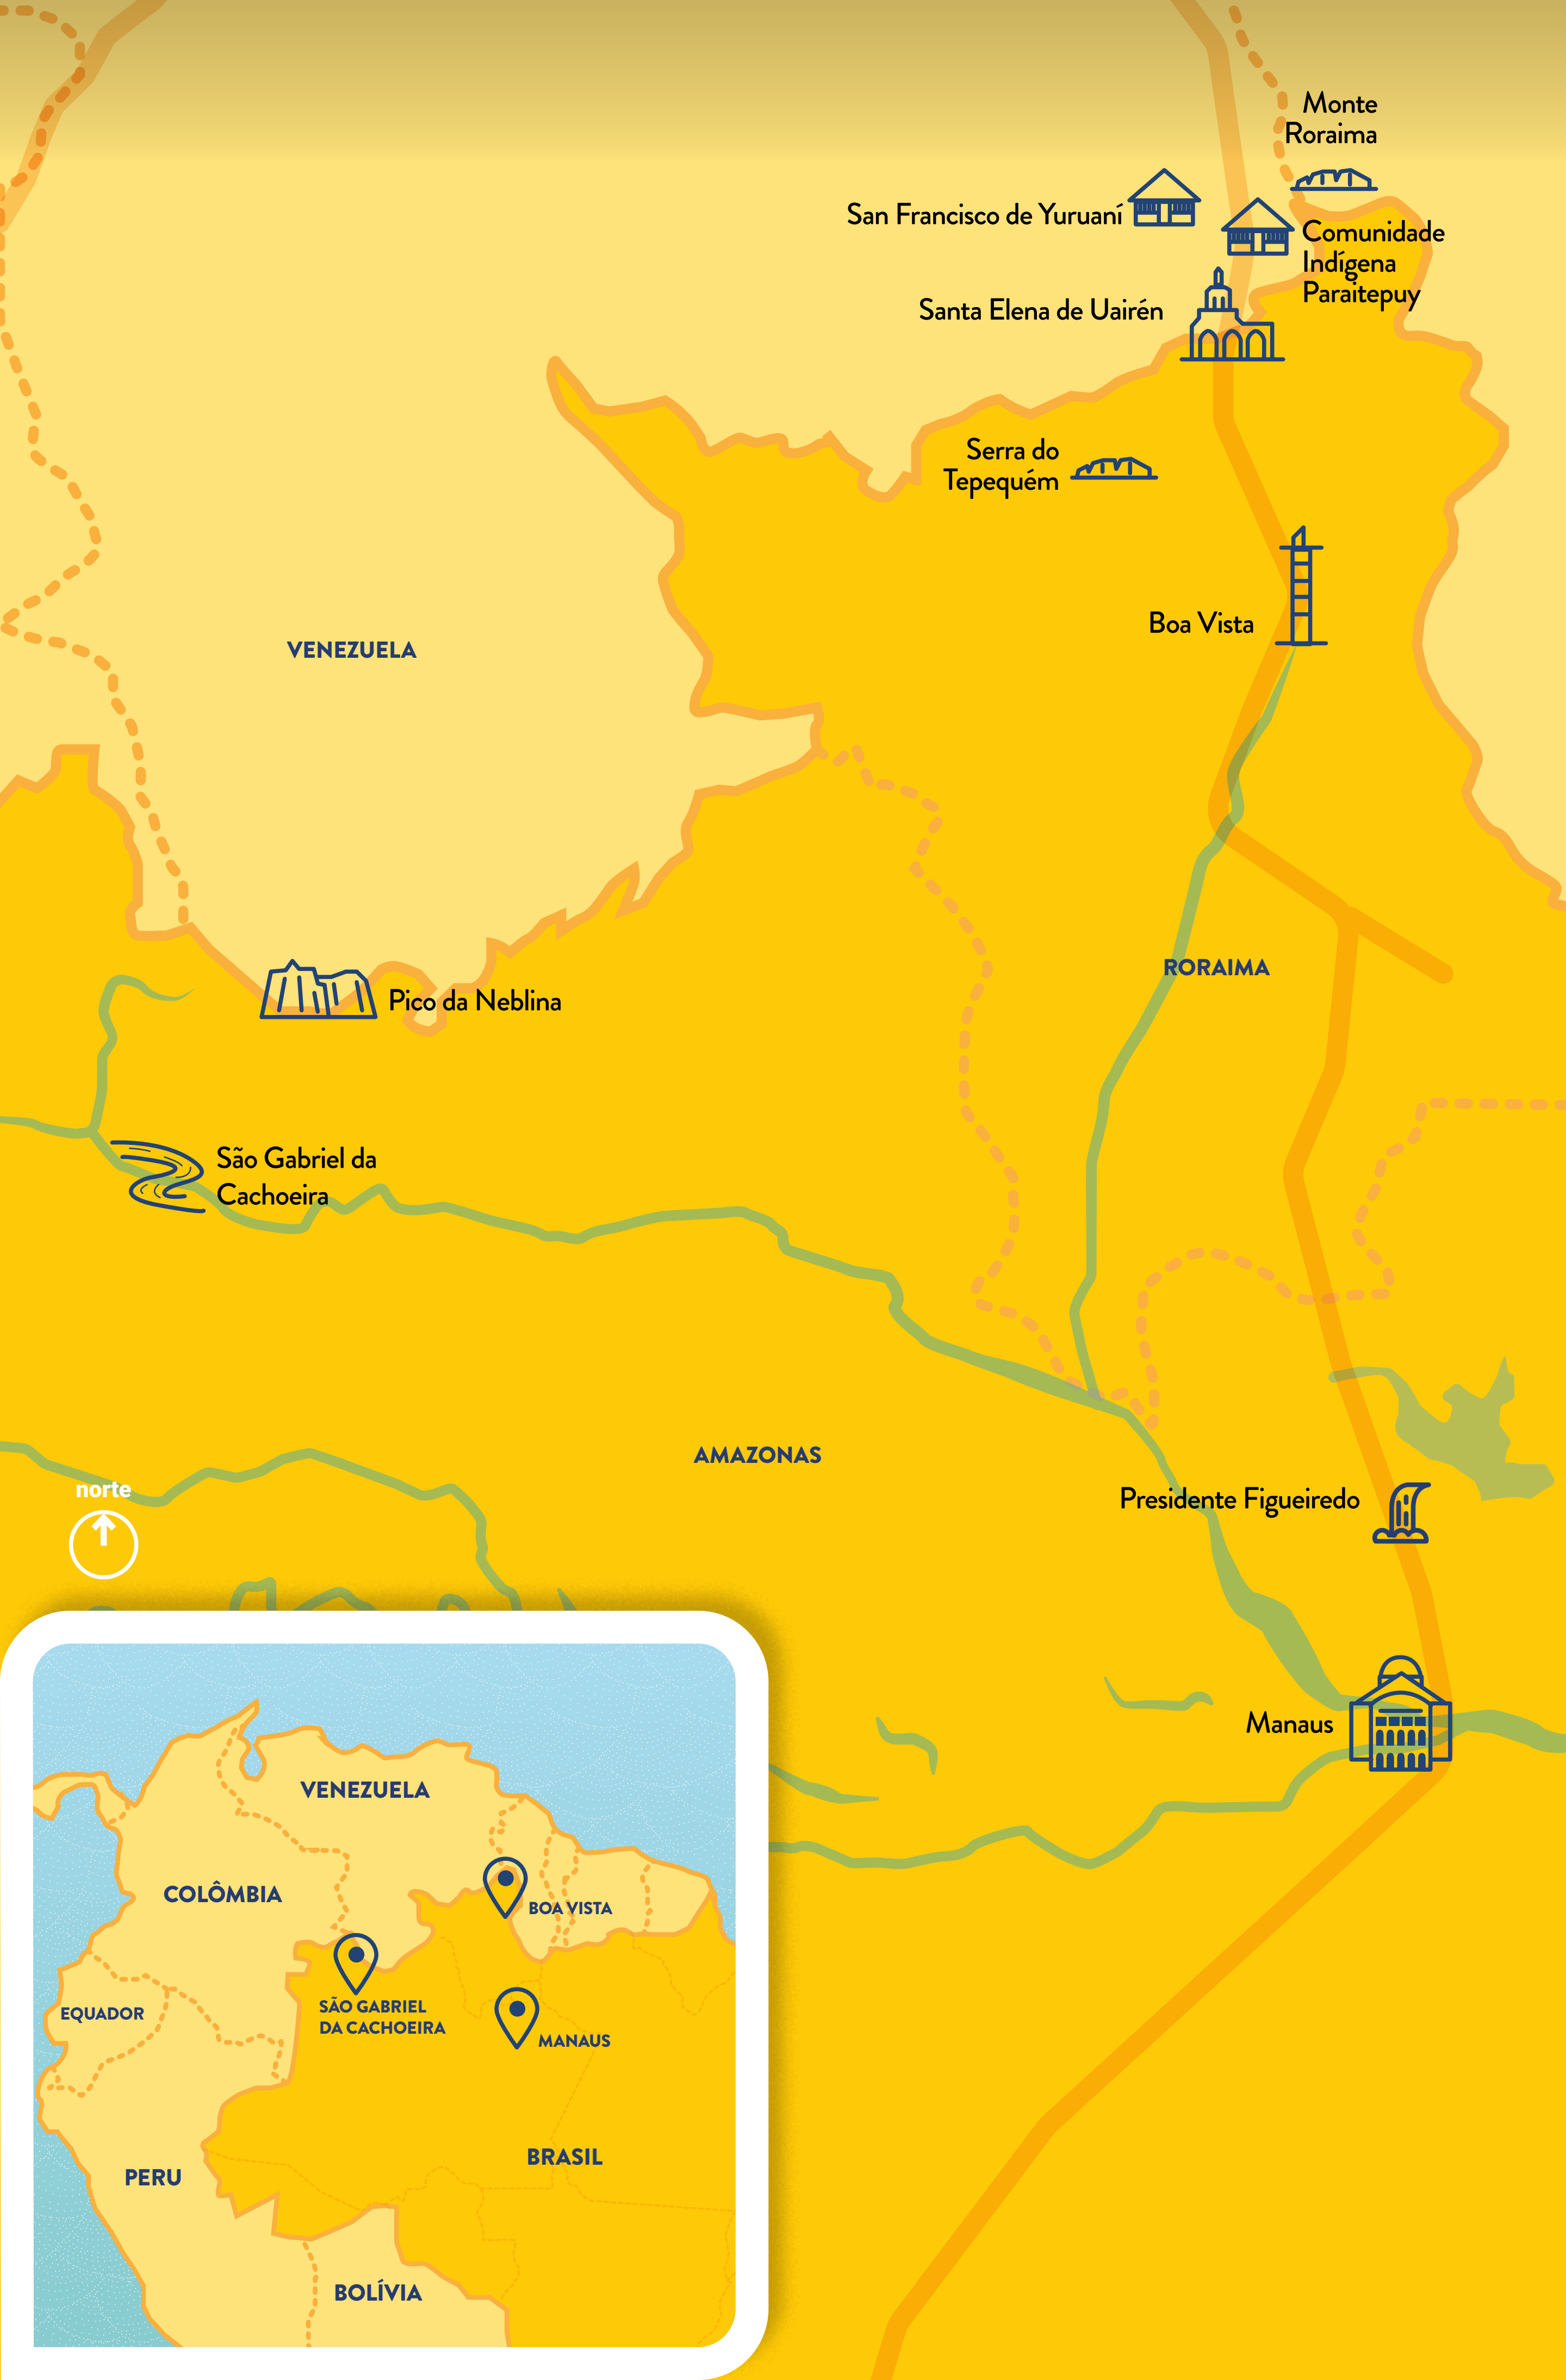 Monte
Roraima
San Francisco de Yuruaní
Comunidade
Indígena
Paraitepuy
Santa Elena de Uairén
Serra do
Tepequém
Boa Vista
VENEZUELA
RORAIMA
Pico da Neblina
São Gabriel da
Cachoeira
AMAZONAS
norte
Presidente Figueiredo
Manaus
VENEZUELA
COLÔMBIA
BOA VISTA
SÃO GABRIEL
DA CACHOEIRA
EQUADOR
MANAUS
BRASIL
PERU
BOLÍVIA